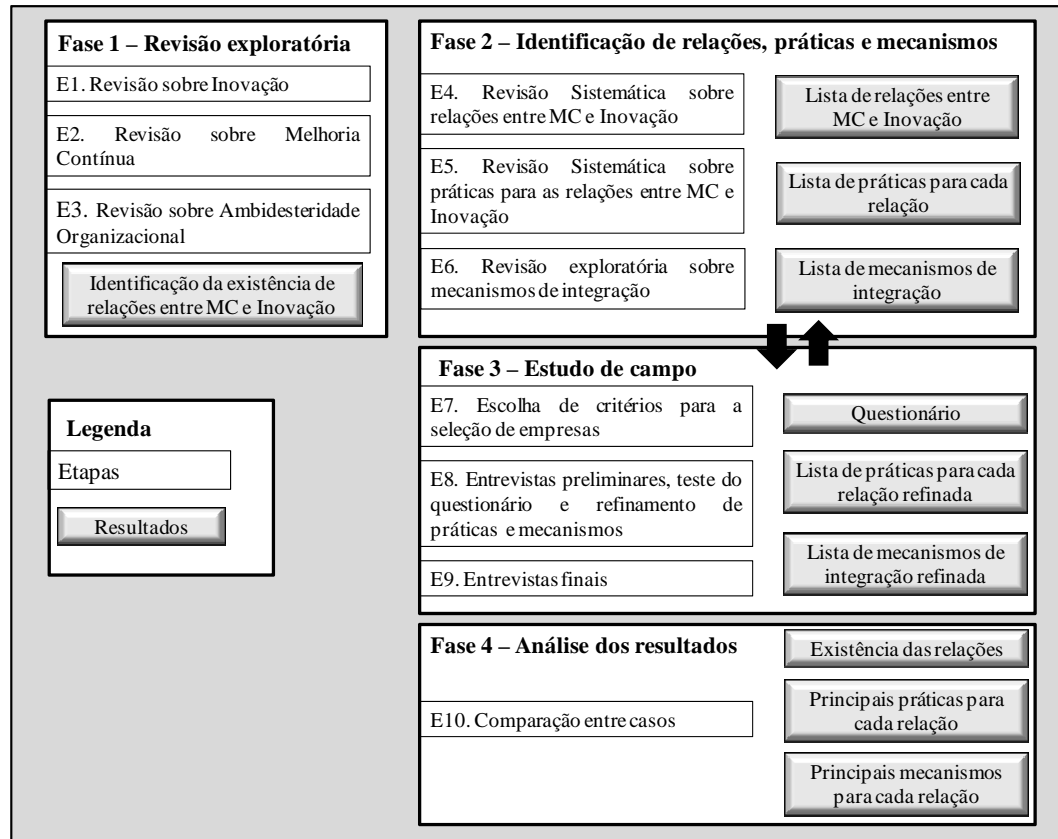 Fase 1 – Revisão exploratória
E1. Revisão sobre Inovação
E2. Revisão sobre Melhoria
Contínua
E3. Revisão sobre Ambidesteridade
Organizacional
Identificação da existência de
relações entre MC e Inovação
Fase 2 – Identificação de relações, práticas e mecanismos
E4. Revisão Sistemática sobre
relações entre MC e Inovação
Lista de relações entre
MC e Inovação
E5. Revisão Sistemática sobre
práticas para as relações entre MC e
Inovação
Lista de práticas para cada
relação
E6. Revisão exploratória sobre
mecanismos de integração
Lista de mecanismos de
integração
Legenda
Etapas
Resultados
Fase 3 – Estudo de campo
E7. Escolha de critérios para a
seleção de empresas
Questionário
E8. Entrevistas preliminares, teste do
questionário e refinamento de
práticas e mecanismos
Lista de práticas para cada
relação refinada
E9. Entrevistas finais
Lista de mecanismos de
integração refinada
Fase 4 – Análise dos resultados
Existência das relações
E10. Comparação entre casos
Principais práticas para
cada relação
Principais mecanismos
para cada relação